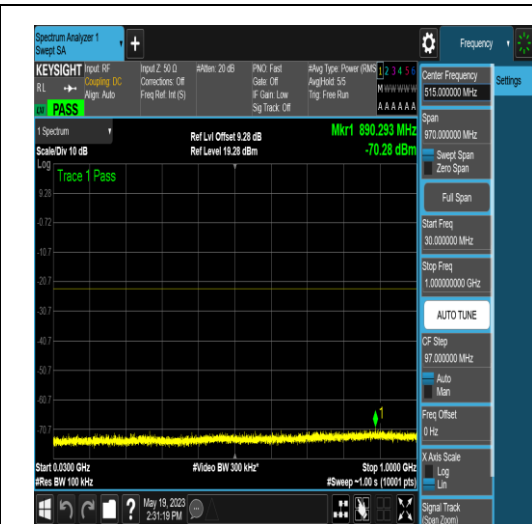 Spectrum Analyzer 1
Swept SA
Frequency
KEYSIGHT
RL
PASS
Input: RF
Coupling: DC
Align: Auto
Input Z: 50 Ω
Corrections: Off
Freq Ref: Int (S)
#Atten: 20 dB
PNO: Fast
Gate: Off
IF Gain: Low
Sig Track: Off
#Avg Type: Power (RMS
Avg|Hold: 5/5
Trig: Free Run
1 2 3 4 5 6
M W W W W W
A A A A A A
Center Frequency
515.000000 MHz
Settings
1 Spectrum
Scale/Div 10 dB
Log
Ref Lvl Offset 9.28 dB
Ref Level 19.28 dBm
Mkr1 890.293 MHz
-70.28 dBm
Trace 1 Pass
9.28
-0.72
-10.7
-20.7
-30.7
-40.7
-50.7
-60.7
-70.7
1
Start 0.0300 GHz
#Res BW 100 kHz
#Video BW 300 kHz*
Stop 1.0000 GHz
#Sweep ~1.00 s (10001 pts)
Span
970.000000 MHz
Swept Span
Zero Span
Full Span
Start Freq
30.000000 MHz
Stop Freq
1.000000000 GHz
AUTO TUNE
CF Step
97.000000 MHz
Auto
Man
Freq Offset
0 Hz
X Axis Scale
Log
Lin
Signal Track
(Span Zoom)
May 19, 2023
2:31:19 PM